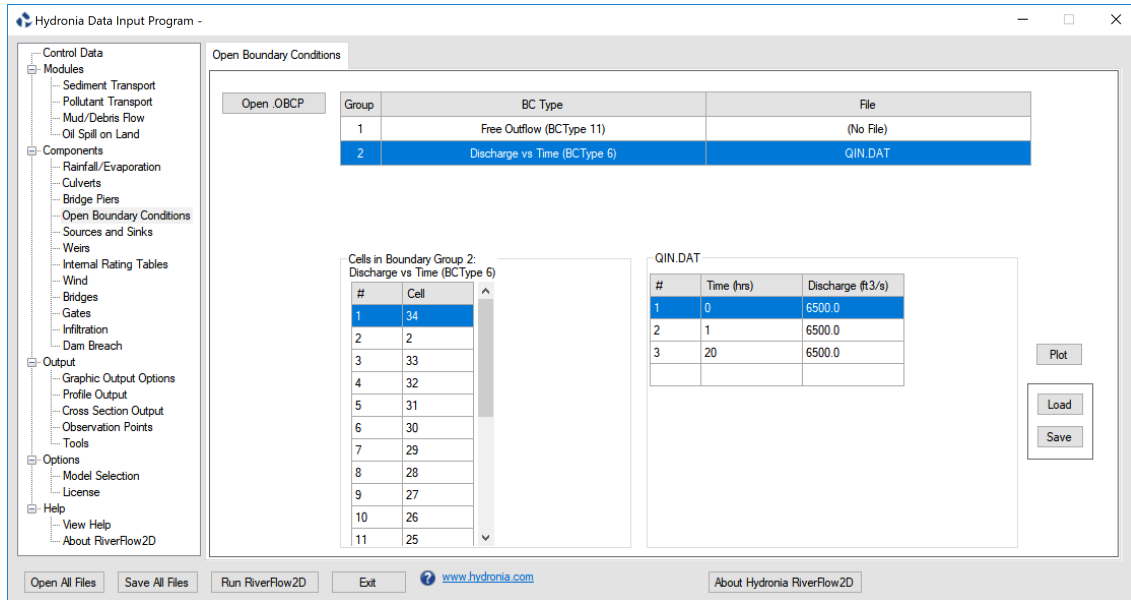 Hydronia Data Input Program -
Control Data
Modules
Sediment Transport
Pollutant Transport
Mud/Debris Flow
Oil Spill on Land
Components
Rainfall/Evaporation
Culverts
Bridge Piers
Open Boundary Conditions
Sources and Sinks
Weirs
Internal Rating Tables
Wind
Bridges
Gates
Infiltration
Dam Breach
Output
Graphic Output Options
Profile Output
Cross Section Output
Observation Points
Tools
Options
Model Selection
License
Help
View Help
About RiverFlow2D
Open Boundary Conditions
Open .OBCP
Group BC Type File
1 Free Outflow (BCType 11) (No File)
2 Discharge vs Time (BCType 6) QIN.DAT
Cells in Boundary Group 2:
Discharge vs Time (BCType 6)
# Cell
1 34
2 2
3 33
4 32
5 31
6 30
7 29
8 28
9 27
10 26
11 25
QIN.DAT
# Time (hrs) Discharge (ft3/s)
1 0 6500.0
2 1 6500.0
3 20 6500.0
Plot
Load
Save
Open All Files Save All Files Run RiverFlow2D Exit ? www.hydronia.com About Hydronia RiverFlow2D